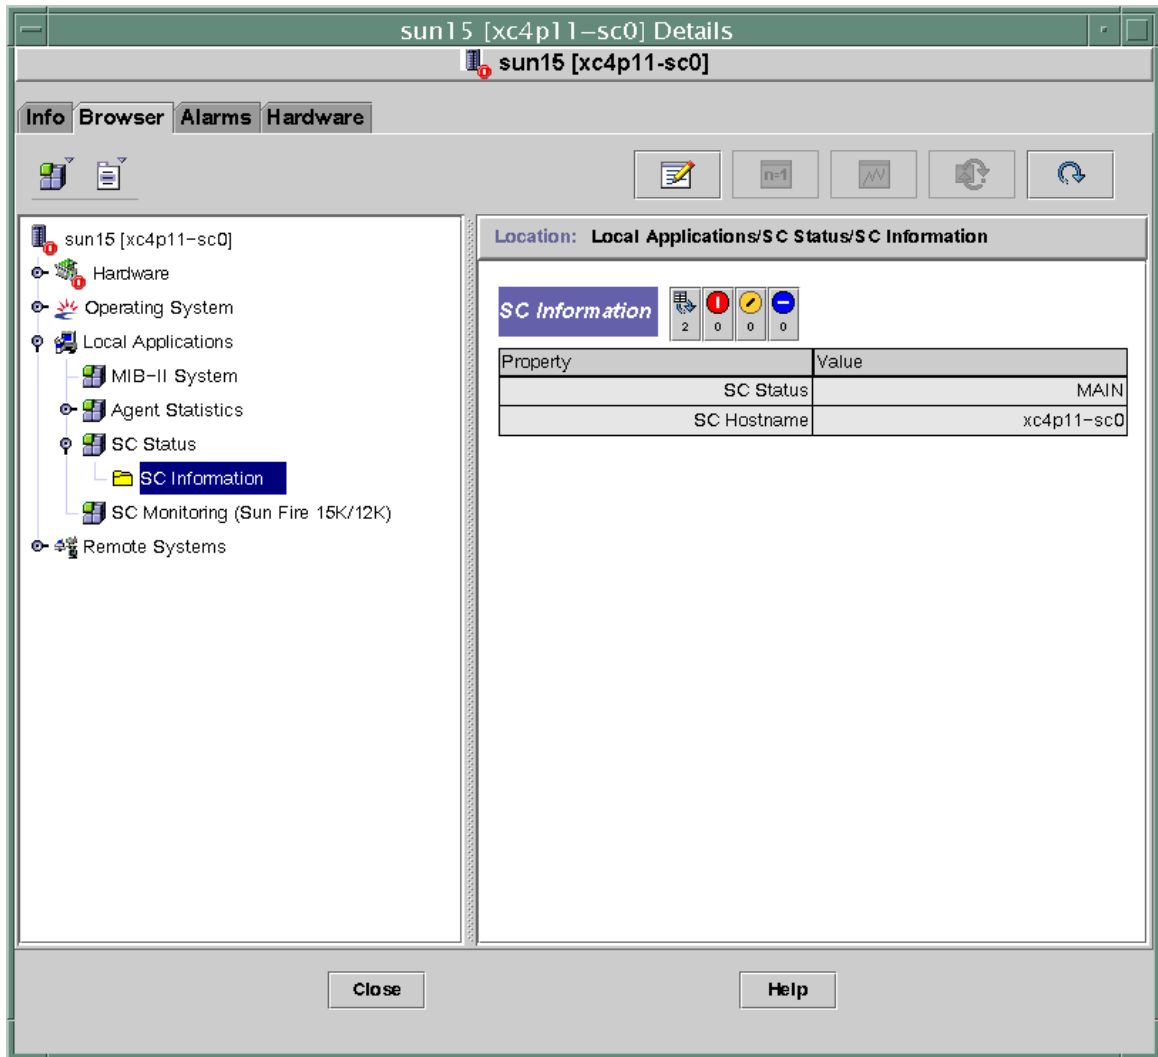 sun15 [xc4p11-sc0] Details
sun15 [xc4p11-sc0]
Info Browser Alarms Hardware
n=1
sun15 [xc4p11-sc0]
Hardware
Operating System
Local Applications
MIB-II System
Agent Statistics
SC Status
SC Information
SC Monitoring (Sun Fire 15K/12K)
Remote Systems
Location: Local Applications/SC Status/SC Information
SC Information
2 0 0 0
Property Value
SC Status MAIN
SC Hostname xc4p11-sc0
Close Help